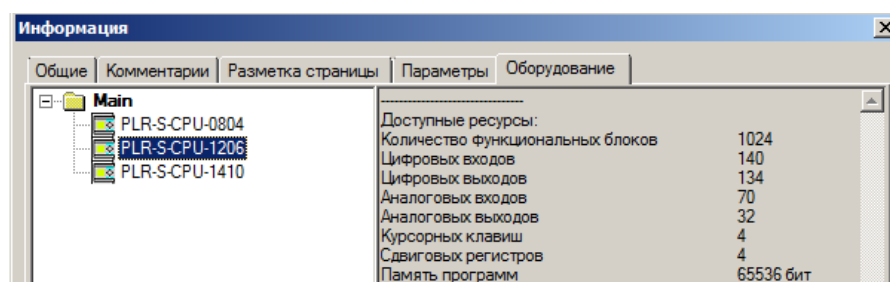 Информация
Общие Комментарии Разметка страницы Параметры Оборудование
Main
PLR-S-CPU-0804
PLR-S-CPU-1206
PLR-S-CPU-1410
--------------------------------
Доступные ресурсы:
Количество функциональных блоков 1024
Цифровых входов 140
Цифровых выходов 134
Аналоговых входов 70
Аналоговых выходов 32
Курсорных клавиш 4
Сдвиговых регистров 4
Память программ 65536 бит